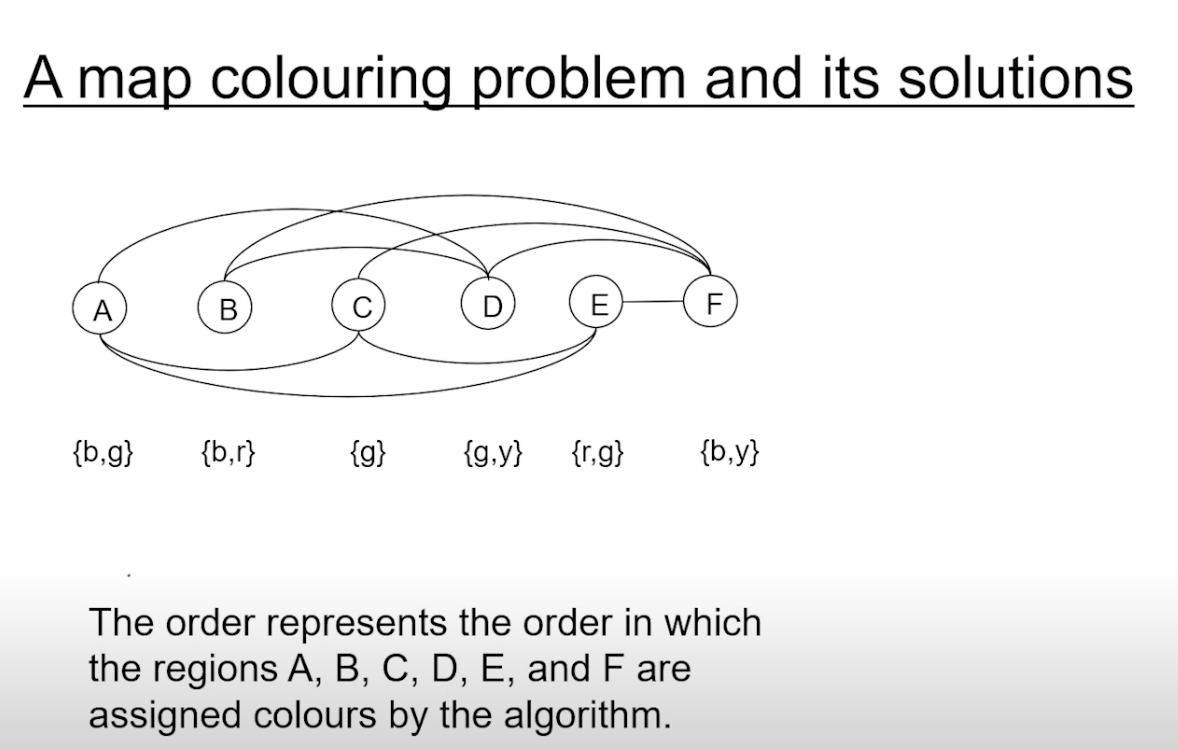 A map colouring problem and its solutions
A B C D E F
{b,g} {b,r} {g} {g,y} {r,g} {b,y}
The order represents the order in which
the regions A, B, C, D, E, and F are
assigned colours by the algorithm.